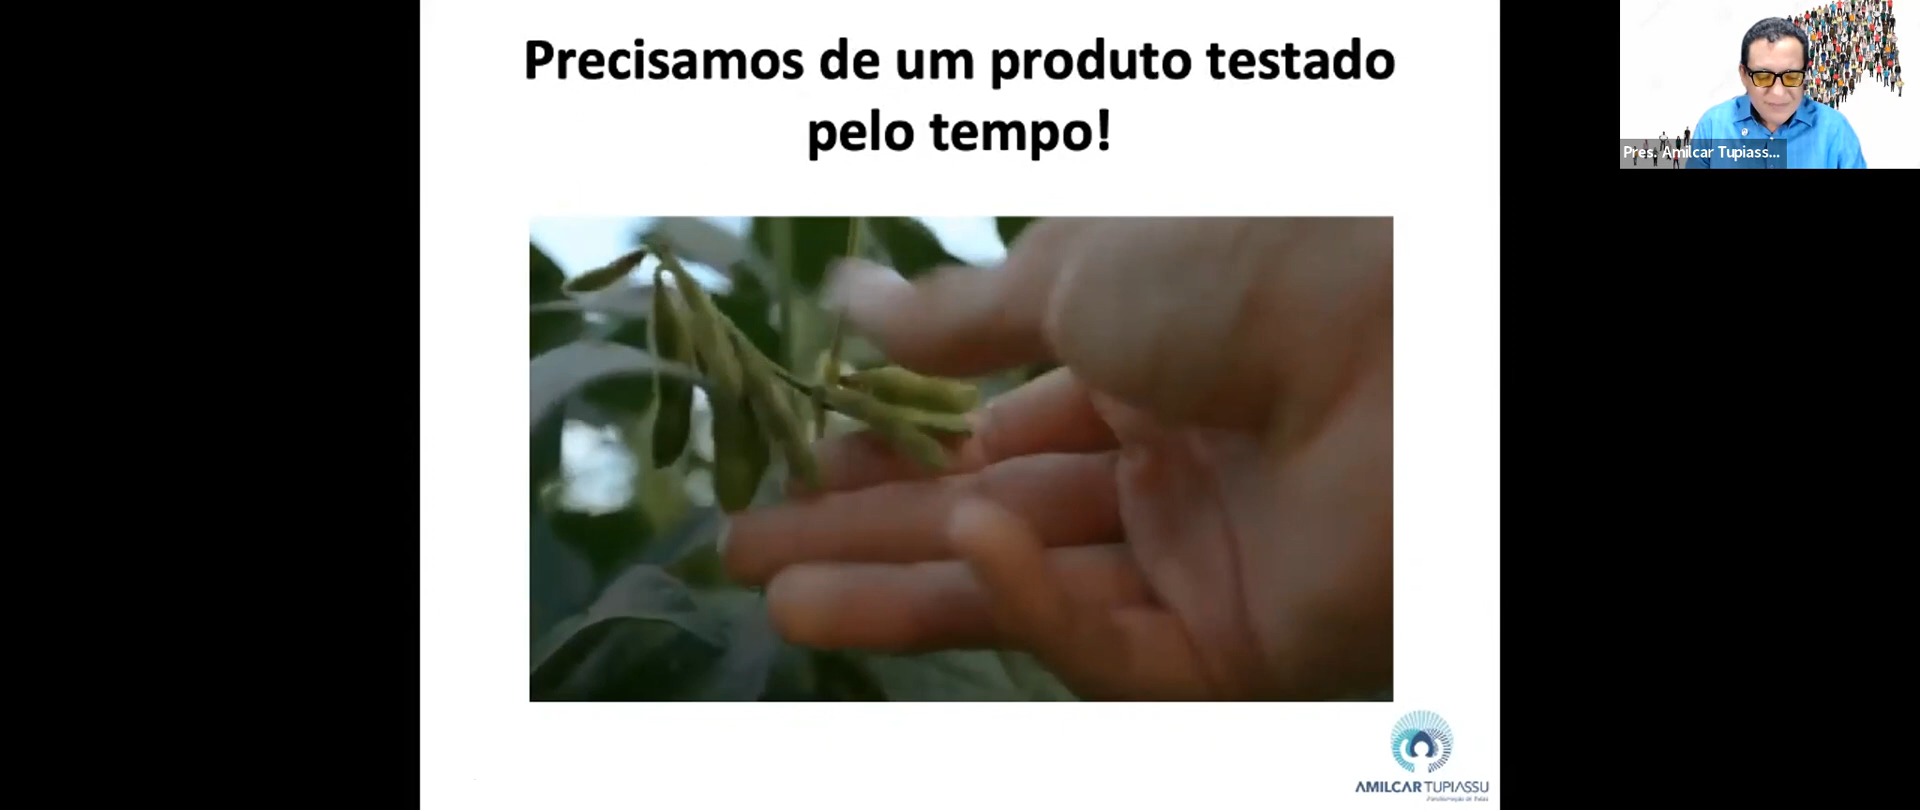 Precisamos de um produto testado
pelo tempo!
Pres. Amilcar Tupiass...
AMILCAR TUPIASSU